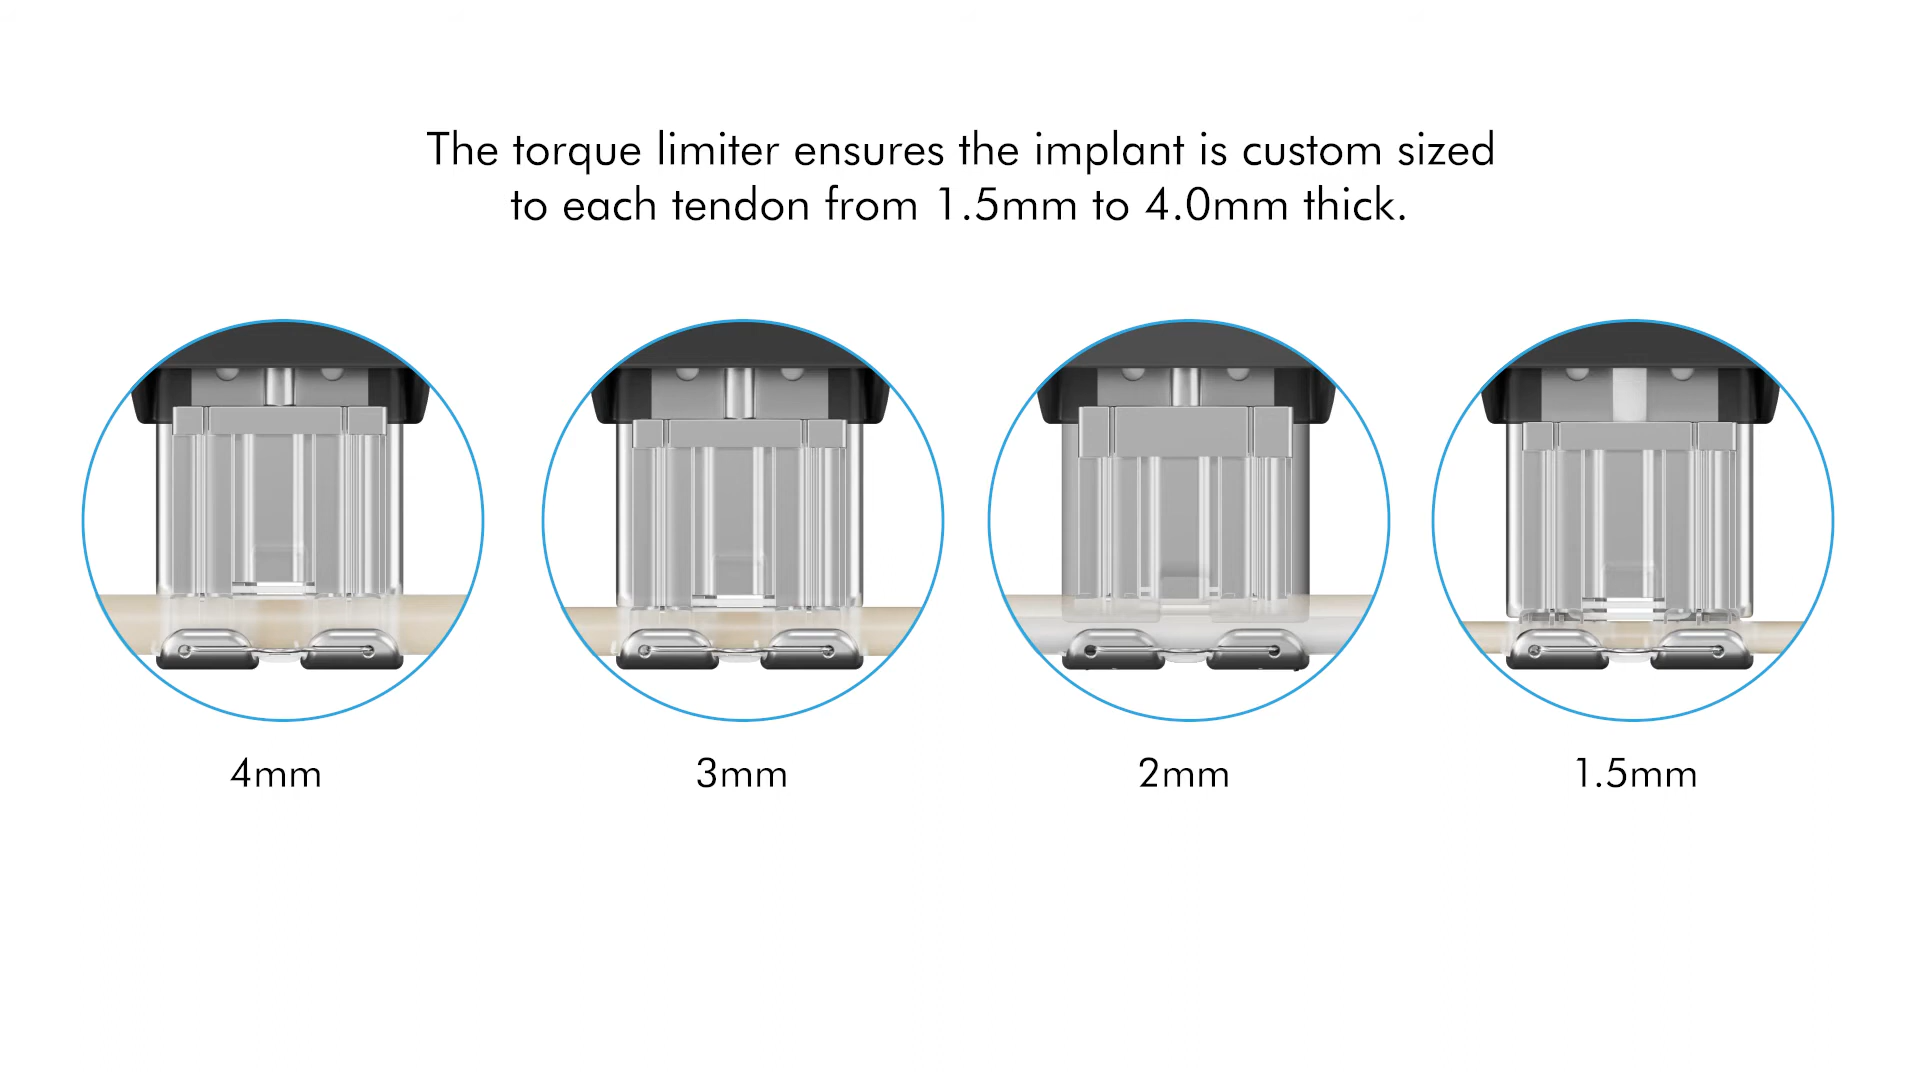 The torque limiter ensures the implant is custom sized
to each tendon from 1.5mm to 4.0mm thick.
4mm
3mm
2mm
1.5mm